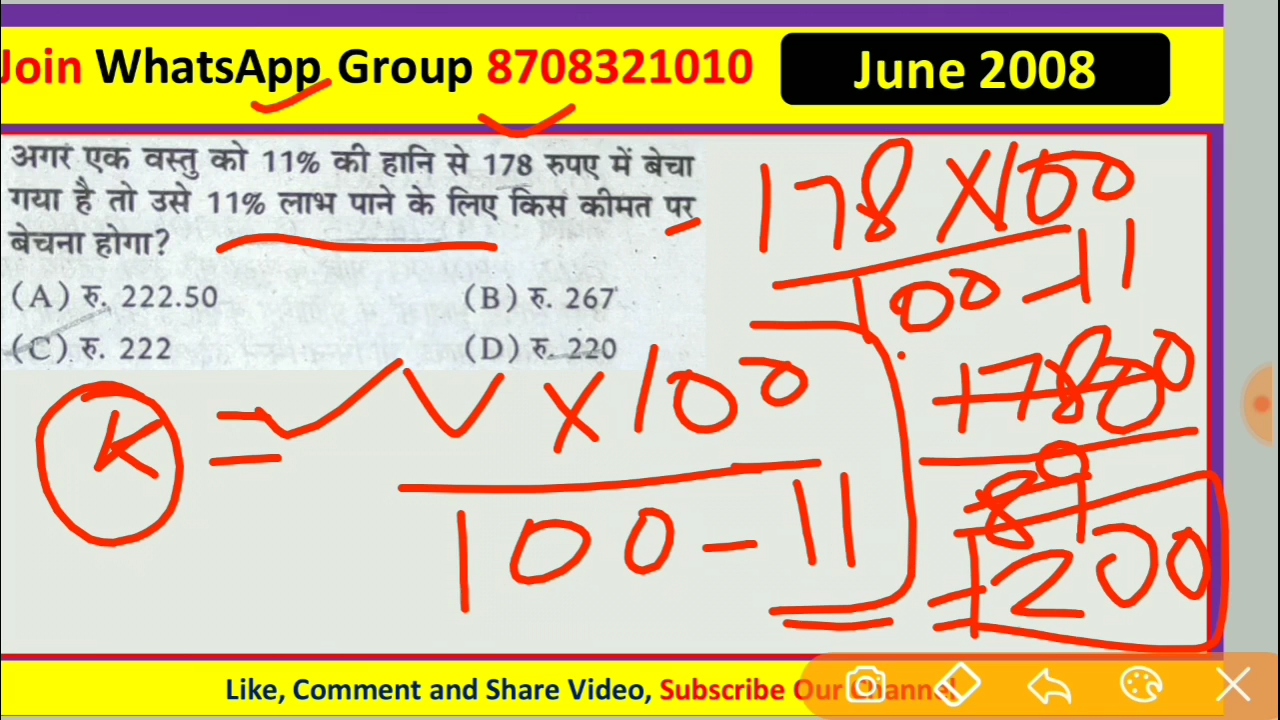 Join WhatsApp Group 8708321010
June 2008
अगर एक वस्तु को 11% की हानि से 178 रुपए में बेचा
गया है तो उसे 11% लाभ पाने के लिए किस कीमत पर
बेचना होगा?
(A) रु. 222.50 (B) रु. 267
(C) रु. 222 (D) रु. 220
178 X 100
100 - 11
17800
89
= 200
K = V X 100
100 - 11
Like, Comment and Share Video, Subscribe Our Channel